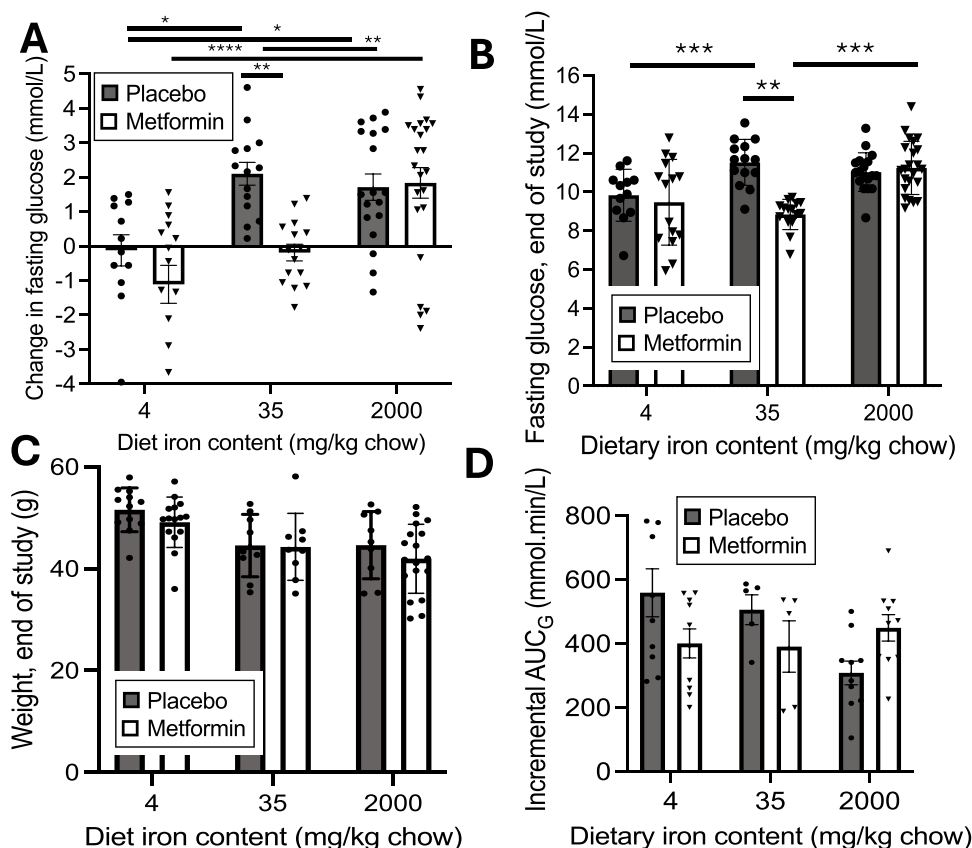 A
* *
**** **
**
Change in fasting glucose (mmol/L)
5
4
3
2
1
0
-1
-2
-3
-4
Placebo
Metformin
4 35 2000
Diet iron content (mg/kg chow)
B
*** ***
**
Fasting glucose, end of study (mmol/L)
16
14
12
10
8
6
4
2
0
Placebo
Metformin
4 35 2000
Dietary iron content (mg/kg chow)
C
Weight, end of study (g)
60
40
20
0
Placebo
Metformin
4 35 2000
Diet iron content (mg/kg chow)
D
Incremental AUCG (mmol.min/L)
800
600
400
200
0
Placebo
Metformin
4 35 2000
Dietary iron content (mg/kg chow)